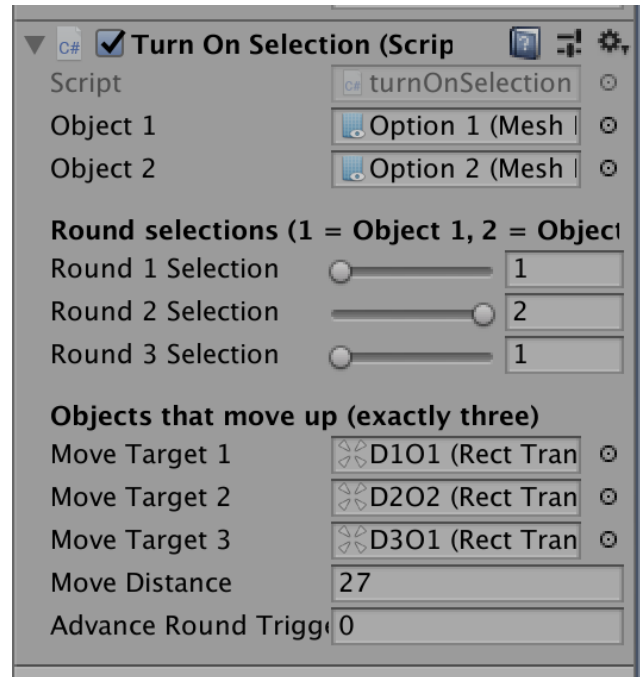 C# Turn On Selection (Scrip
Script C# turnOnSelection
Object 1 Option 1 (Mesh
Object 2 Option 2 (Mesh
Round selections (1 = Object 1, 2 = Object
Round 1 Selection 1
Round 2 Selection 2
Round 3 Selection 1
Objects that move up (exactly three)
Move Target 1 D1O1 (Rect Tran
Move Target 2 D2O2 (Rect Tran
Move Target 3 D3O1 (Rect Tran
Move Distance 27
Advance Round Trigge 0